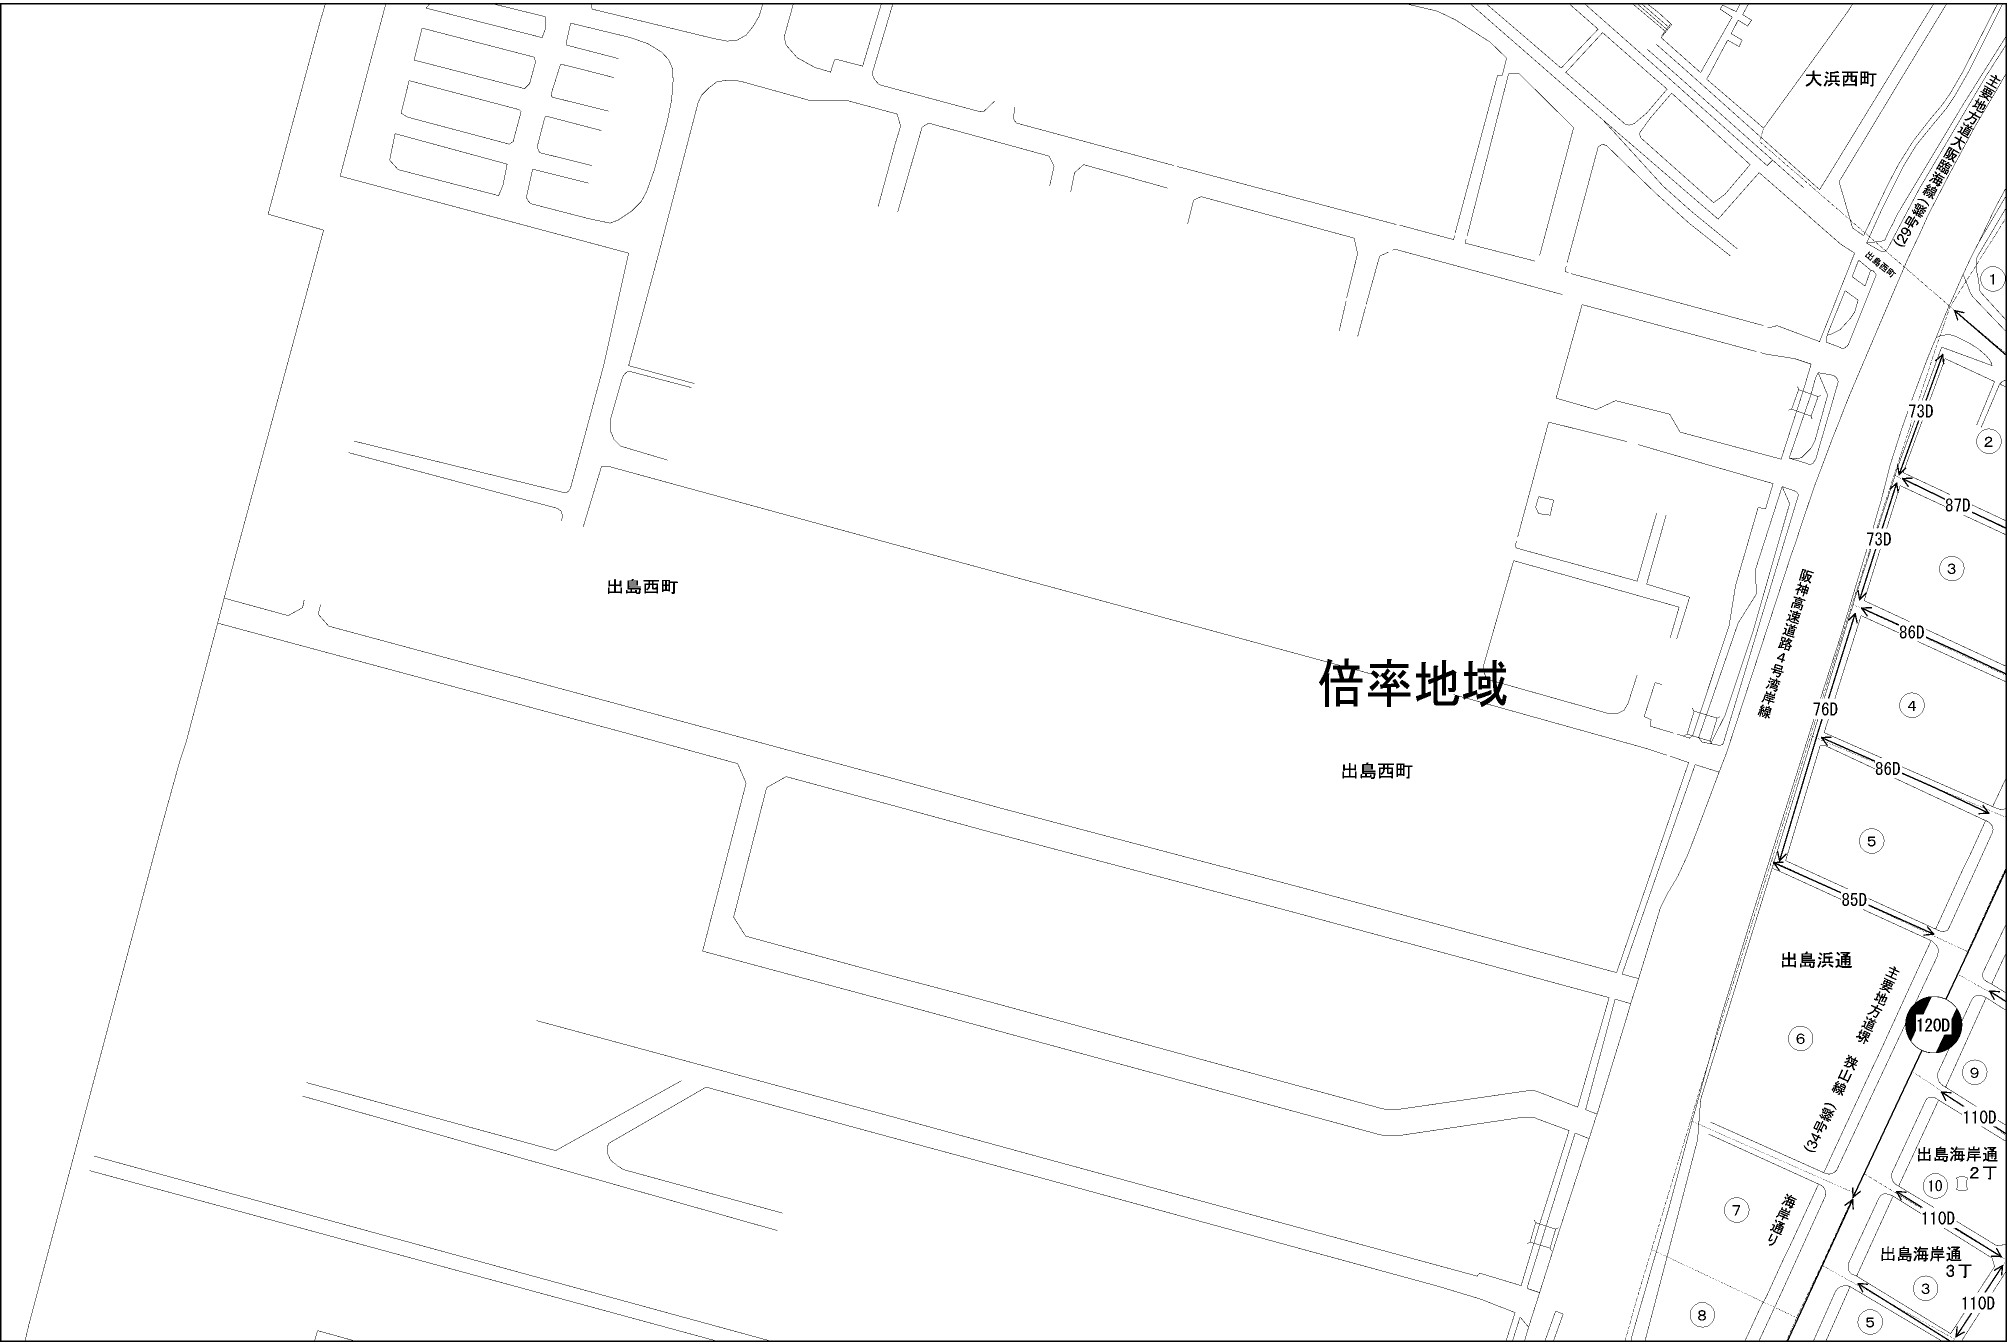 大浜西町
主要地方道大阪臨海線
(29号線)
出島西町
1
73D
2
87D
73D
3
出島西町
86D
阪神高速道路4号湾岸線
倍率地域
76D
4
出島西町
86D
5
85D
出島浜通
主要地方道堺 狭山線
(34号線)
6
120D
9
110D
出島海岸通
2丁
10
7
海岸通り
110D
出島海岸通
3丁
3
110D
8
5